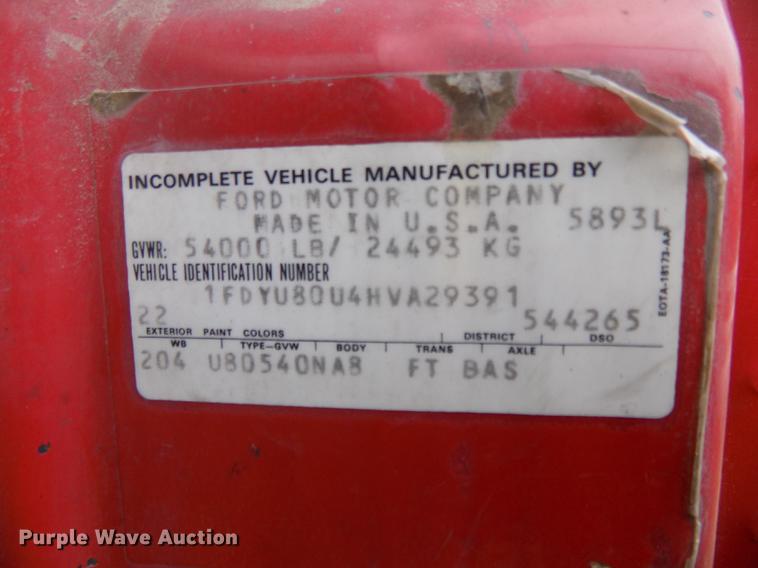 INCOMPLETE VEHICLE MANUFACTURED BY
FORD MOTOR COMPANY
MADE IN U.S.A. 5893L
GVWR: 54000 LB/ 24493 KG
VEHICLE IDENTIFICATION NUMBER
1FDYU80U4HVA29391
22 544265
EXTERIOR PAINT COLORS DISTRICT DSO
WB TYPE-GVW BODY TRANS AXLE
204 U80540NA8 FT BAS
EOTA-18173-AA
Purple Wave Auction